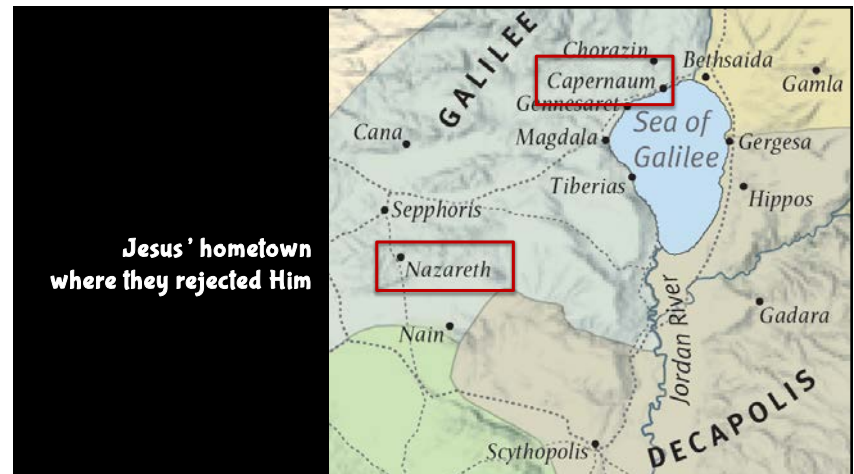 Jesus’ hometown
where they rejected Him
GALILEE
Chorazin
Bethsaida
Capernaum
Gamla
Gennesaret
Sea of
Galilee
Cana
Magdala
Gergesa
Tiberias
Hippos
Sepphoris
Nazareth
Jordan River
Gadara
Nain
DECAPOLIS
Scythopolis